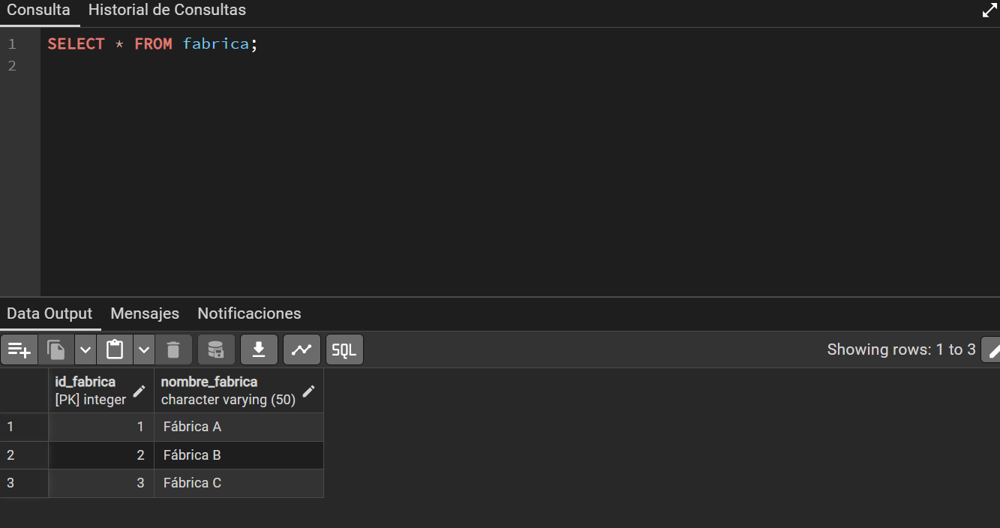 Consulta Historial de Consultas
1 SELECT * FROM fabrica;
2
Data Output Mensajes Notificaciones
SQL Showing rows: 1 to 3
id_fabrica nombre_fabrica
[PK] integer character varying (50)
1 1 Fábrica A
2 2 Fábrica B
3 3 Fábrica C